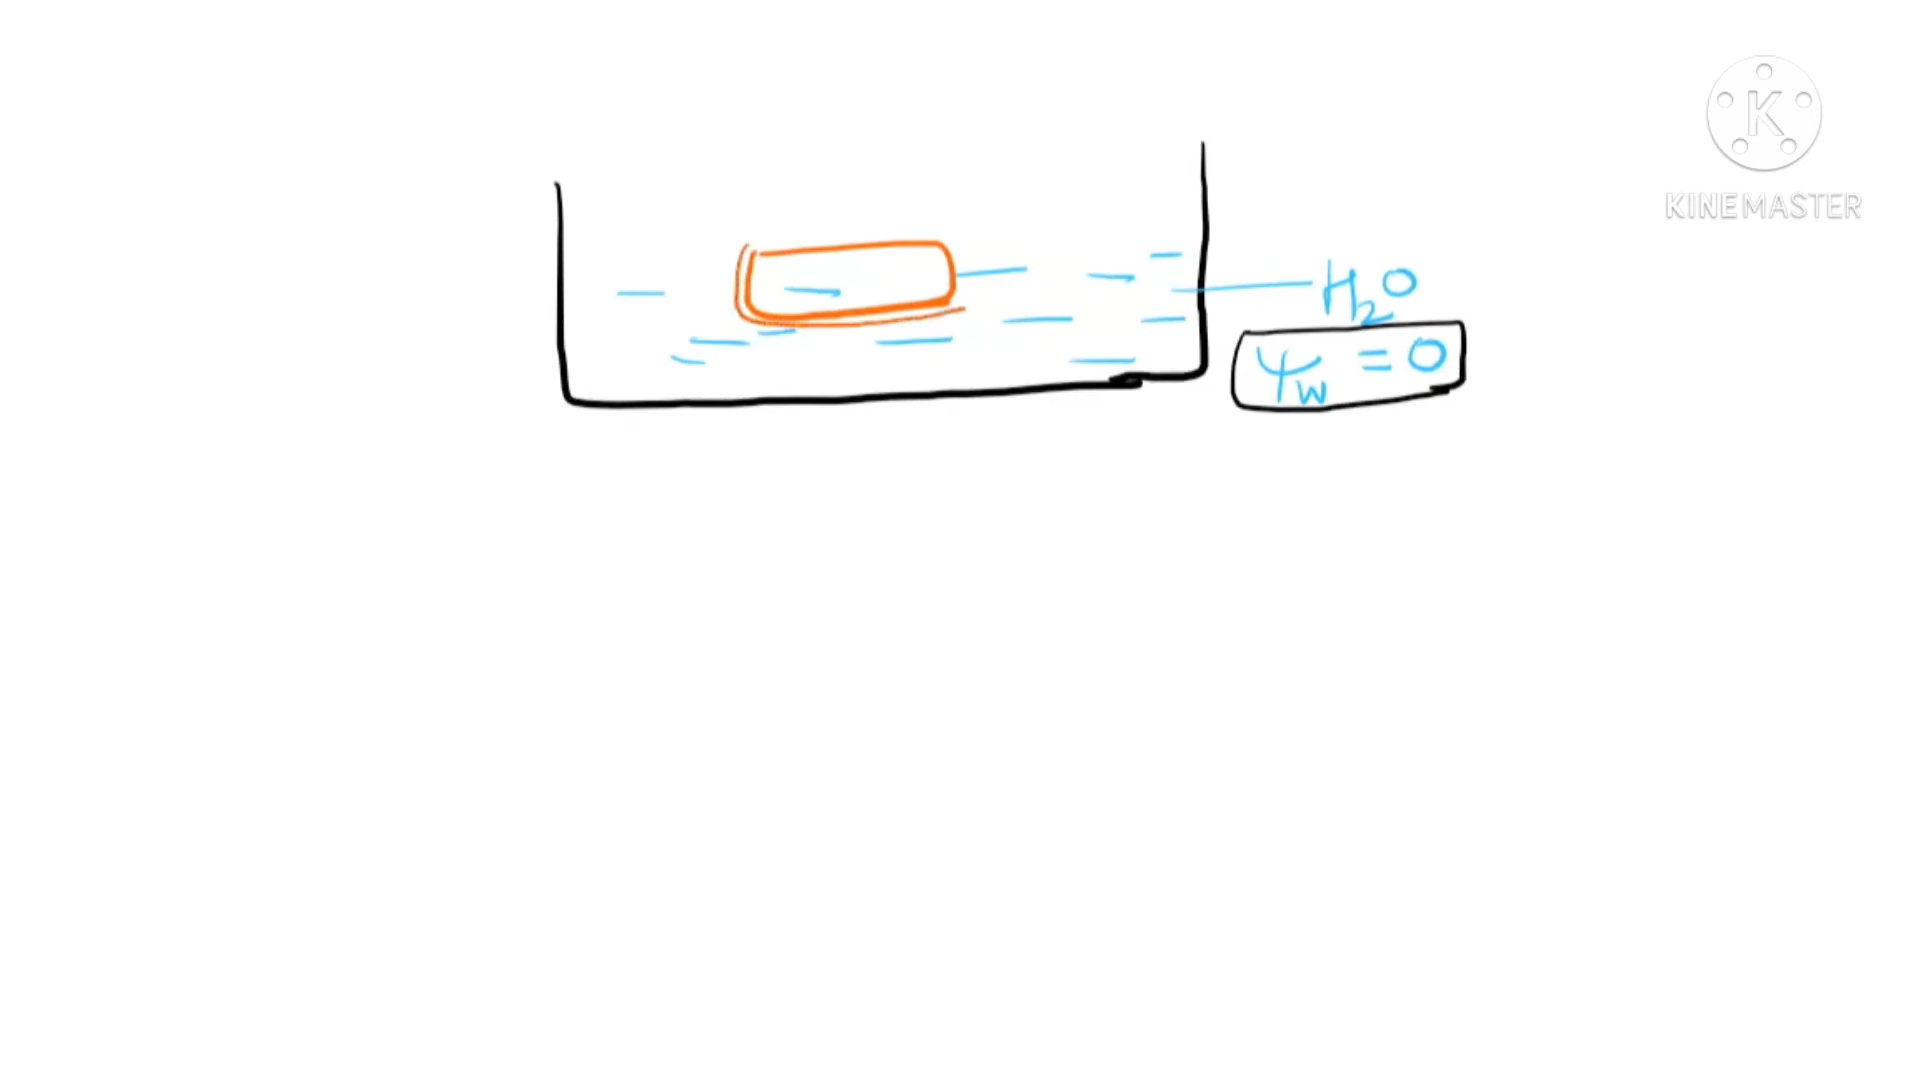 K
KINEMASTER
H₂O
Ψw = 0